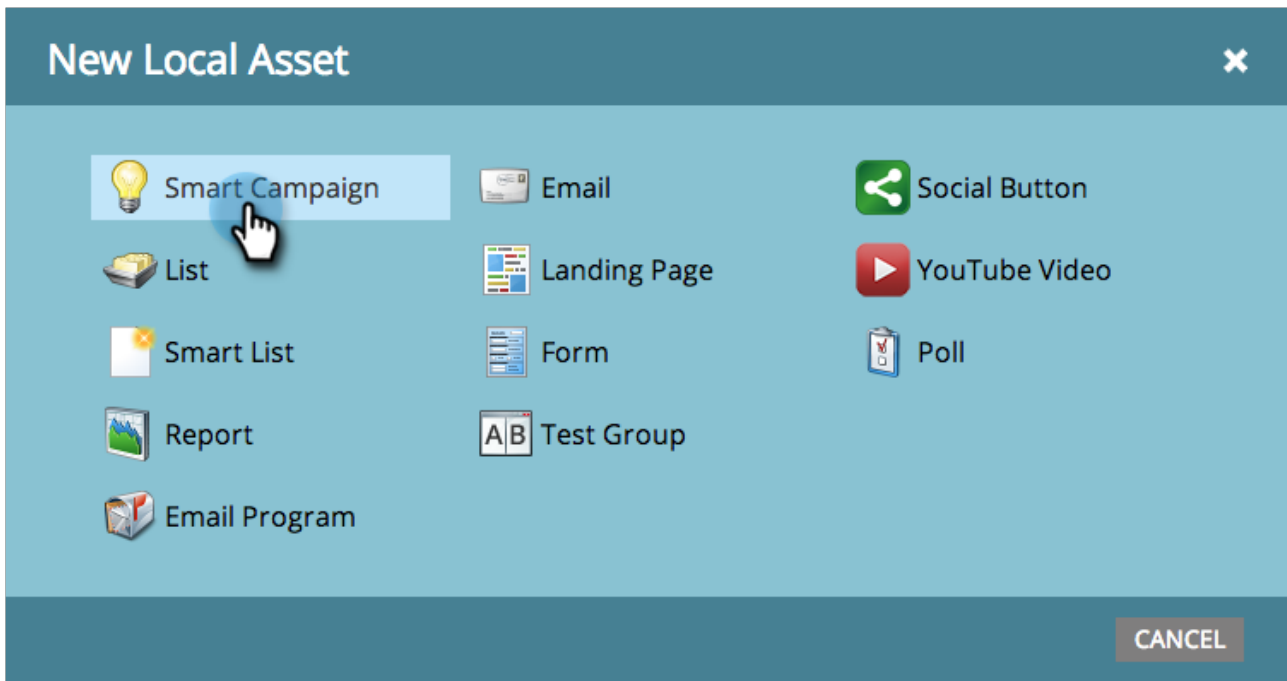 New Local Asset
Smart Campaign
Email
Social Button
List
Landing Page
YouTube Video
Smart List
Form
Poll
Report
A B Test Group
Email Program
CANCEL